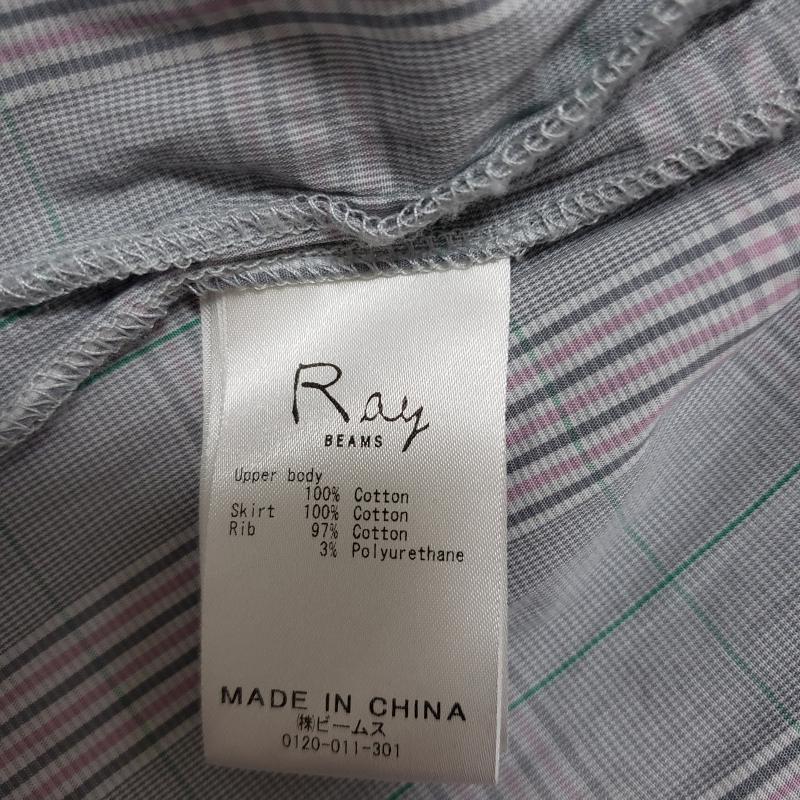 Ray
BEAMS
Upper body
100% Cotton
Skirt 100% Cotton
Rib 97% Cotton
3% Polyurethane
MADE IN CHINA
㈱ビームス
0120-011-301